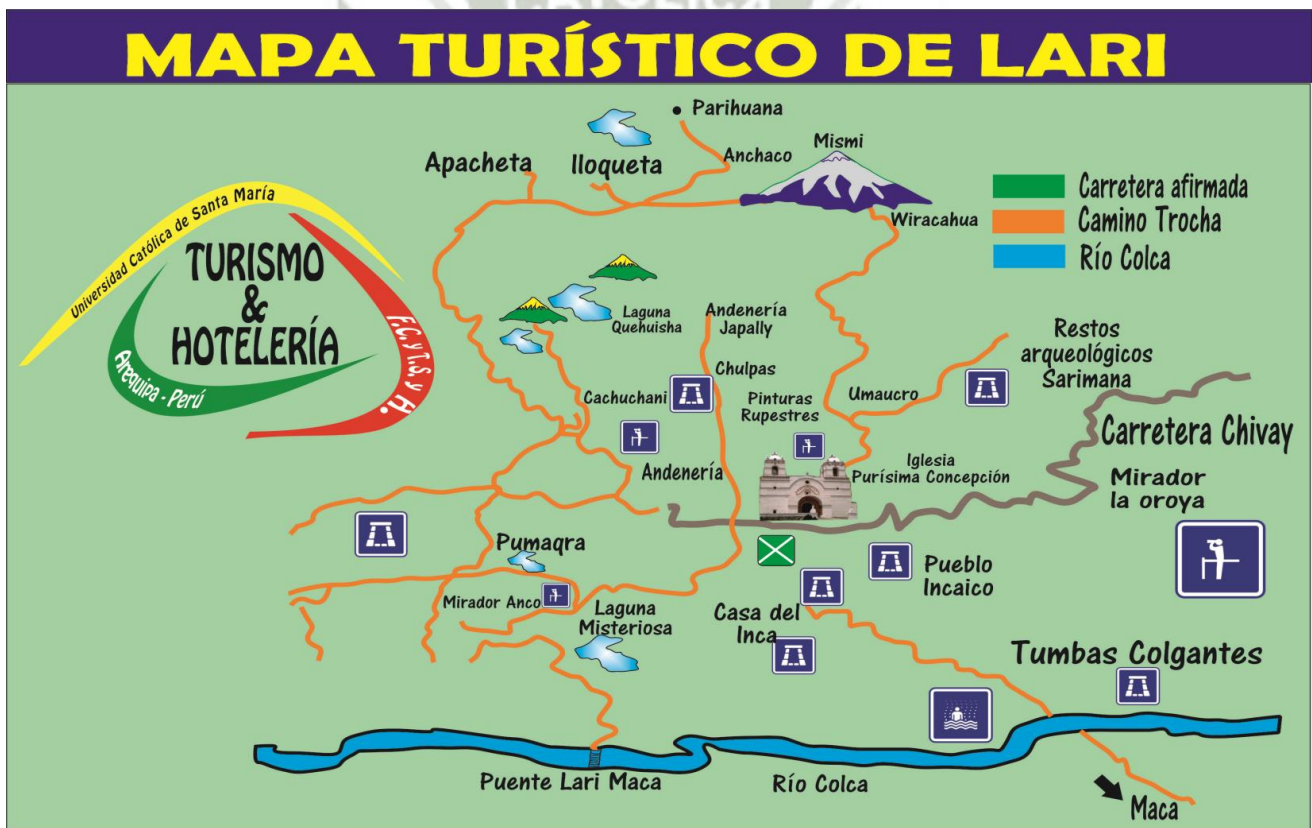 CATÓLICA
MAPA TURÍSTICO DE LARI
Parihuana
Apacheta
Iloqueta
Anchaco
Mismi
Wiracahua
Carretera afirmada
Camino Trocha
Río Colca
Universidad Católica de Santa María
TURISMO
&
HOTELERÍA
Arequipa - Perú
F.C. y T.S. y H.
Laguna
Quehuisha
Andenería
Japally
Chulpas
Cachuchani
Pinturas
Rupestres
Umaucro
Restos
arqueológicos
Sarimana
Carretera Chivay
Andenería
Iglesia
Purísima Concepción
Mirador
la oroya
Pumaqra
Pueblo
Incaico
Mirador Anco
Laguna
Misteriosa
Casa del
Inca
Tumbas Colgantes
Puente Lari Maca
Río Colca
Maca